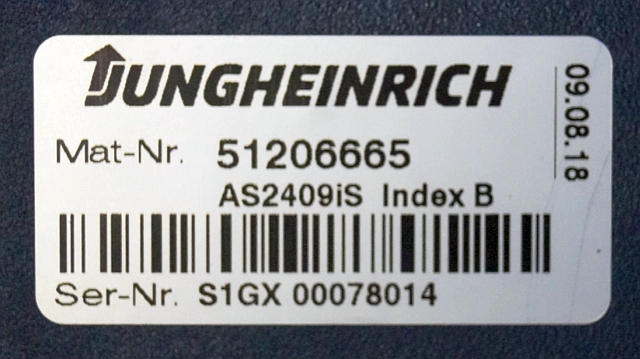 JUNGHEINRICH
Mat-Nr. 51206665
AS2409iS Index B
Ser-Nr. S1GX 00078014
09.08.18